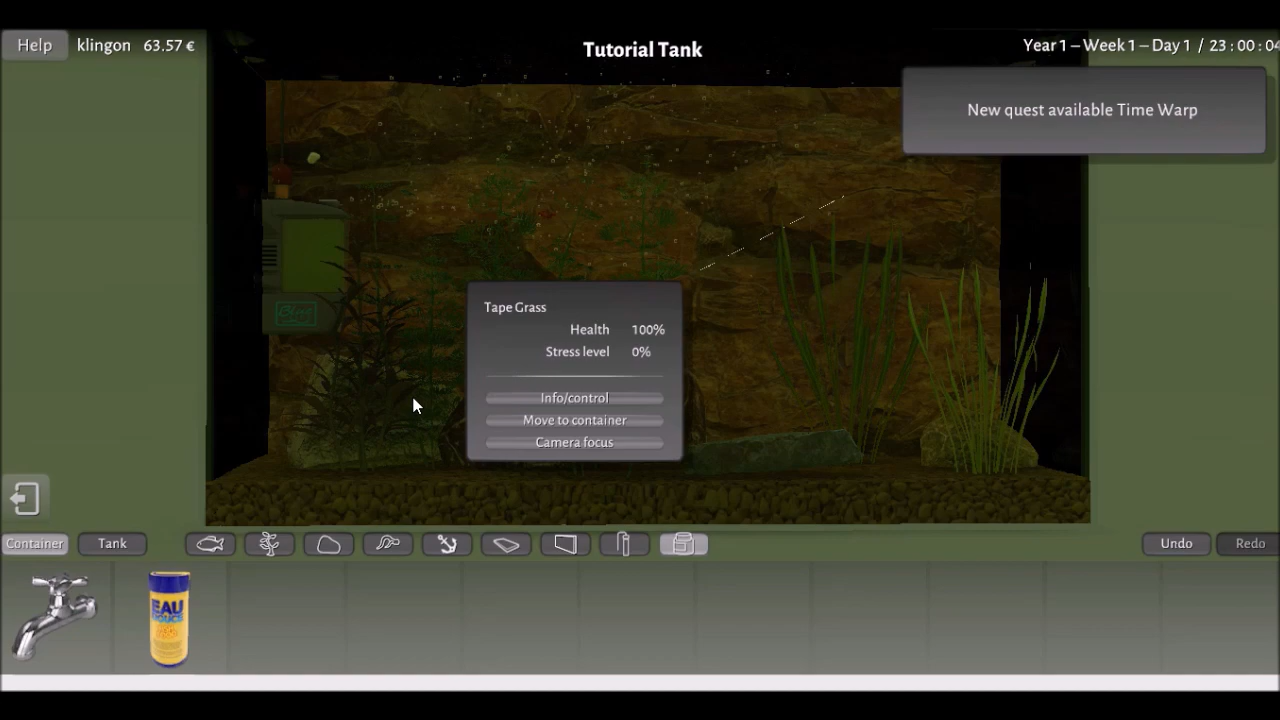 Help klingon 63.57 €
Tutorial Tank
Year 1 – Week 1 – Day 1 / 23 : 00 : 04
New quest available Time Warp
Tape Grass
Health 100%
Stress level 0%
Info/control
Move to container
Camera focus
Container Tank
Undo Redo
EAU
DOUCE